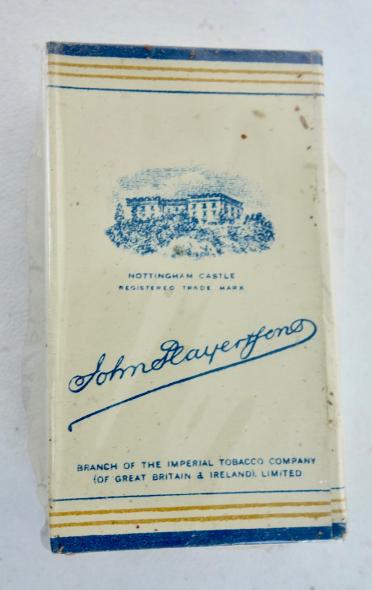 NOTTINGHAM CASTLE
REGISTERED TRADE MARK
John Player & Sons
BRANCH OF THE IMPERIAL TOBACCO COMPANY
(OF GREAT BRITAIN & IRELAND), LIMITED